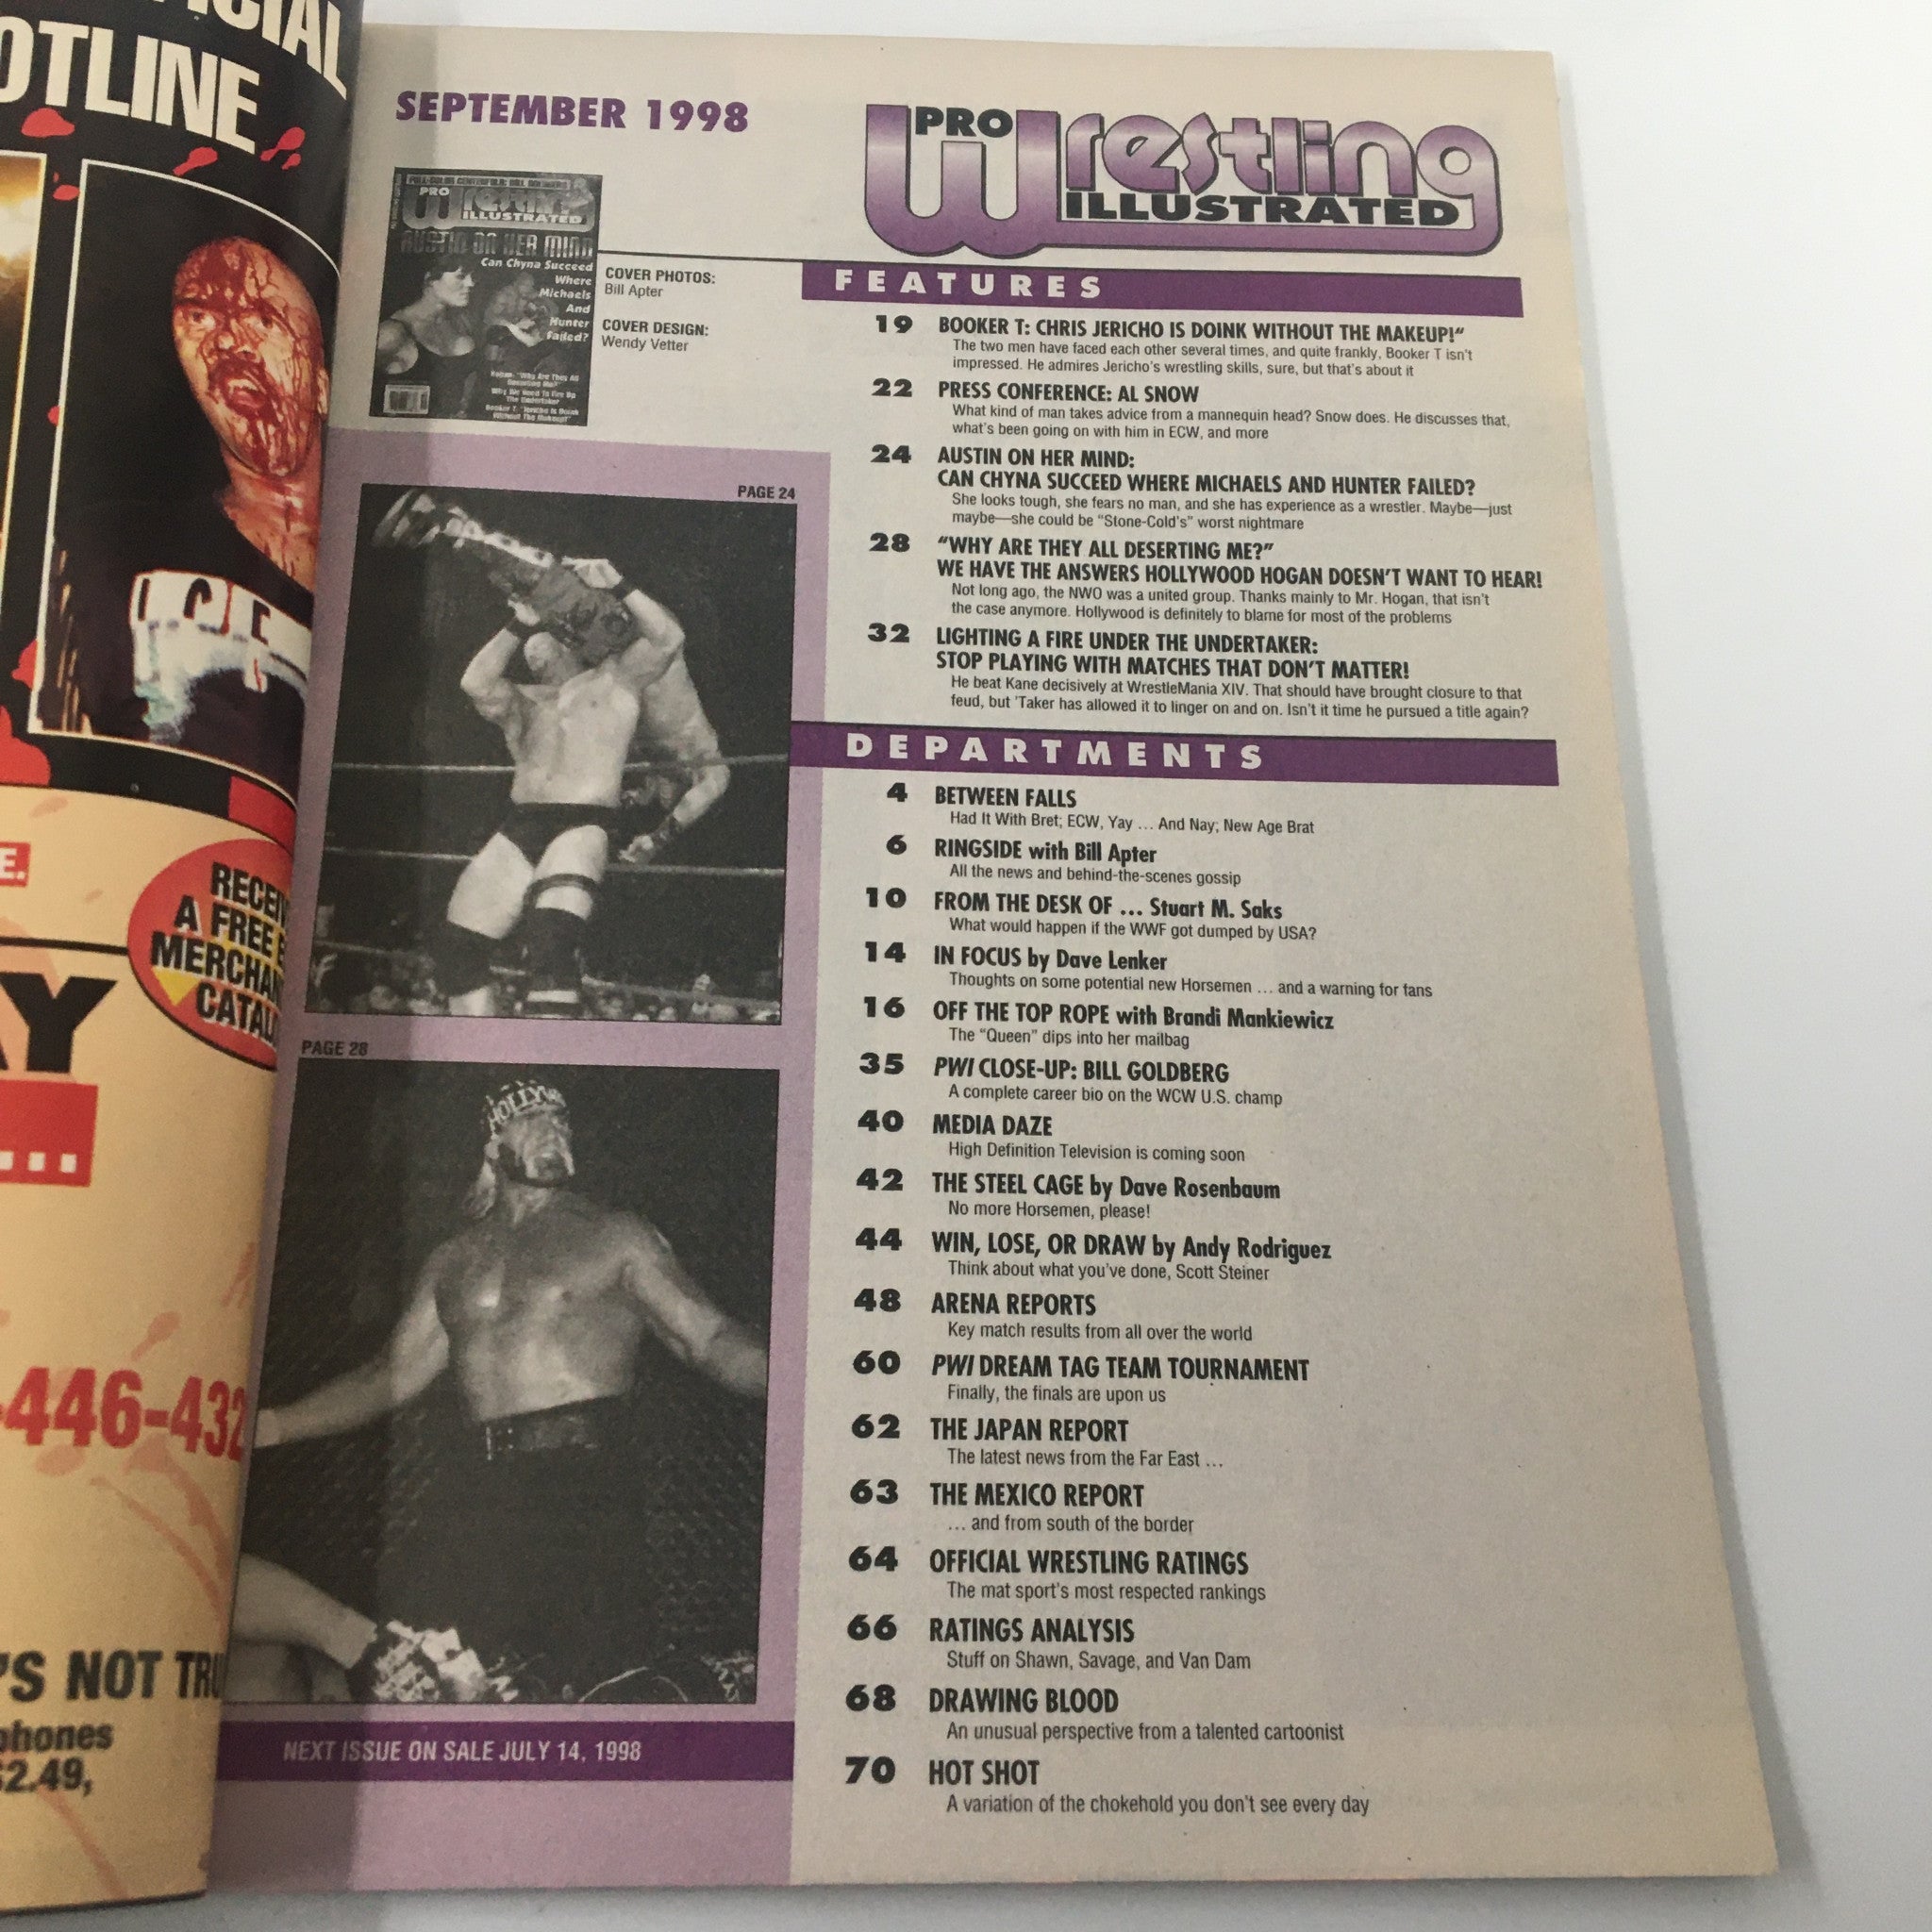 OTLINE
ICE
E.
RECEI
A FREE
MERCHAN
CATAL
AY
...
-446-432
'S NOT TRU
phones
$2.49,
SEPTEMBER 1998
PRO
Wrestling
ILLUSTRATED
PRO
Wrestling
ILLUSTRATED
AUSTIN ON HER MIND
Can Chyna Succeed
Where
Michaels
And
Hunter
Failed?
COVER PHOTOS:
Bill Apter
COVER DESIGN:
Wendy Vetter
PAGE 24
PAGE 28
HOLLYW
NEXT ISSUE ON SALE JULY 14, 1998
FEATURES
19 BOOKER T: CHRIS JERICHO IS DOINK WITHOUT THE MAKEUP!“
The two men have faced each other several times, and quite frankly, Booker T isn't
impressed. He admires Jericho's wrestling skills, sure, but that's about it
22 PRESS CONFERENCE: AL SNOW
What kind of man takes advice from a mannequin head? Snow does. He discusses that,
what's been going on with him in ECW, and more
24 AUSTIN ON HER MIND:
CAN CHYNA SUCCEED WHERE MICHAELS AND HUNTER FAILED?
She looks tough, she fears no man, and she has experience as a wrestler. Maybe—just
maybe—she could be “Stone-Cold's” worst nightmare
28 “WHY ARE THEY ALL DESERTING ME?”
WE HAVE THE ANSWERS HOLLYWOOD HOGAN DOESN'T WANT TO HEAR!
Not long ago, the NWO was a united group. Thanks mainly to Mr. Hogan, that isn't
the case anymore. Hollywood is definitely to blame for most of the problems
32 LIGHTING A FIRE UNDER THE UNDERTAKER:
STOP PLAYING WITH MATCHES THAT DON'T MATTER!
He beat Kane decisively at WrestleMania XIV. That should have brought closure to that
feud, but 'Taker has allowed it to linger on and on. Isn't it time he pursued a title again?
DEPARTMENTS
4 BETWEEN FALLS
Had It With Bret; ECW, Yay ... And Nay; New Age Brat
6 RINGSIDE with Bill Apter
All the news and behind-the-scenes gossip
10 FROM THE DESK OF ... Stuart M. Saks
What would happen if the WWF got dumped by USA?
14 IN FOCUS by Dave Lenker
Thoughts on some potential new Horsemen ... and a warning for fans
16 OFF THE TOP ROPE with Brandi Mankiewicz
The “Queen” dips into her mailbag
35 PWI CLOSE-UP: BILL GOLDBERG
A complete career bio on the WCW U.S. champ
40 MEDIA DAZE
High Definition Television is coming soon
42 THE STEEL CAGE by Dave Rosenbaum
No more Horsemen, please!
44 WIN, LOSE, OR DRAW by Andy Rodriguez
Think about what you've done, Scott Steiner
48 ARENA REPORTS
Key match results from all over the world
60 PWI DREAM TAG TEAM TOURNAMENT
Finally, the finals are upon us
62 THE JAPAN REPORT
The latest news from the Far East ...
63 THE MEXICO REPORT
... and from south of the border
64 OFFICIAL WRESTLING RATINGS
The mat sport's most respected rankings
66 RATINGS ANALYSIS
Stuff on Shawn, Savage, and Van Dam
68 DRAWING BLOOD
An unusual perspective from a talented cartoonist
70 HOT SHOT
A variation of the chokehold you don't see every day